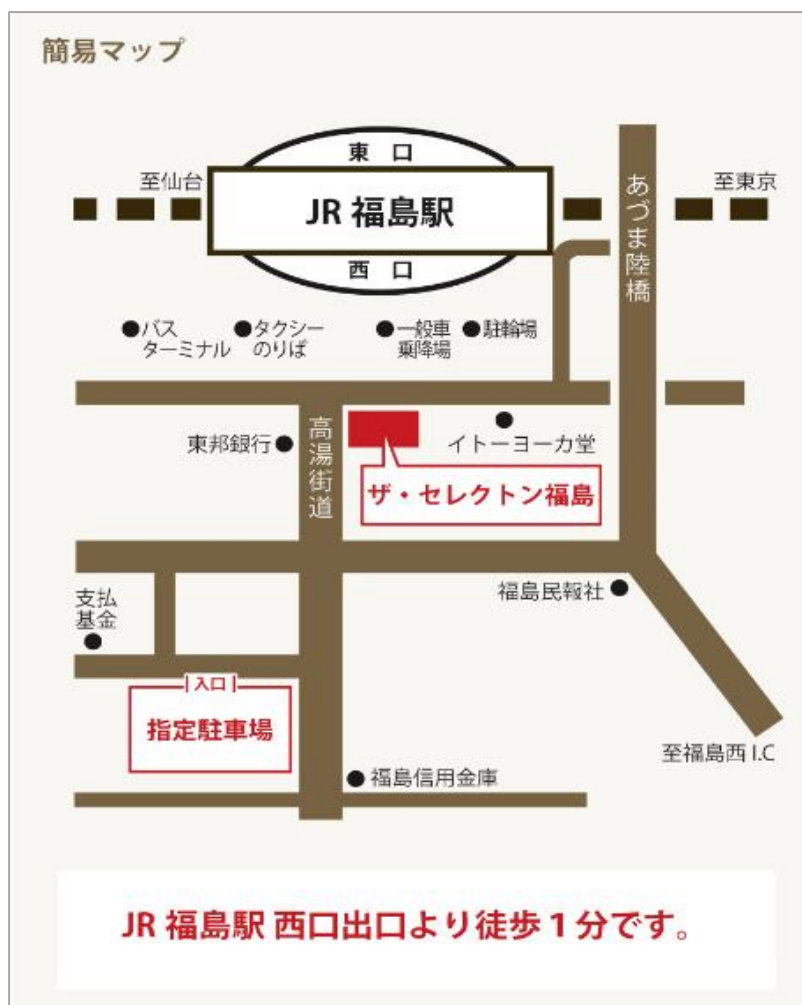 簡易マップ
東口
至仙台
JR 福島駅
至東京
西口
あづま陸橋
●バス
ターミナル
●タクシー
のりば
●一般車
乗降場
●駐輪場
東邦銀行●
高湯街道
イトーヨーカ堂
ザ・セレクトン福島
支払
基金
福島民報社●
入口
指定駐車場
至福島西 I.C
●福島信用金庫
JR 福島駅 西口出口より徒歩 1 分です。